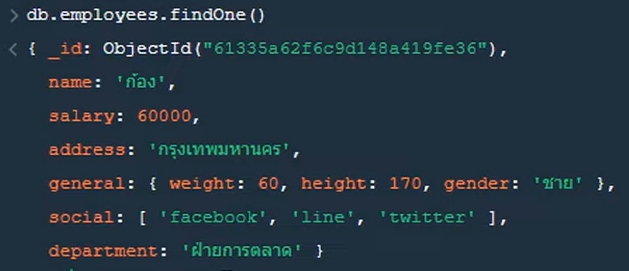 > db.employees.findOne()
< { _id: ObjectId("61335a62f6c9d148a419fe36"),
name: 'ก้อง',
salary: 60000,
address: 'กรุงเทพมหานคร',
general: { weight: 60, height: 170, gender: 'ชาย' },
social: [ 'facebook', 'line', 'twitter' ],
department: 'ฝ่ายการตลาด' }